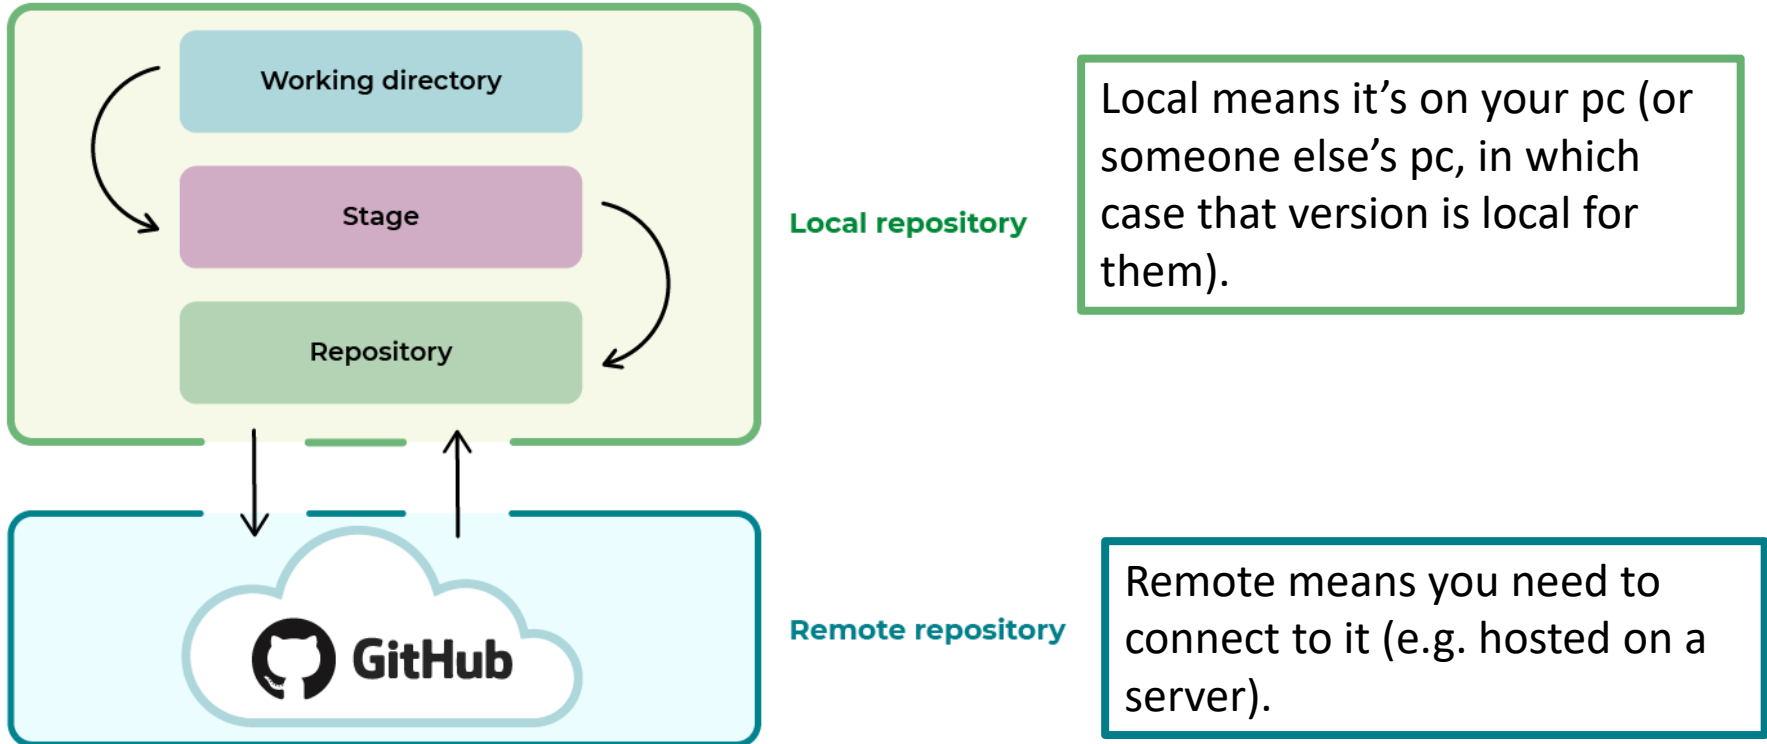 Working directory
Stage
Repository
Local repository
Local means it’s on your pc (or
someone else’s pc, in which
case that version is local for
them).
GitHub
Remote repository
Remote means you need to
connect to it (e.g. hosted on a
server).